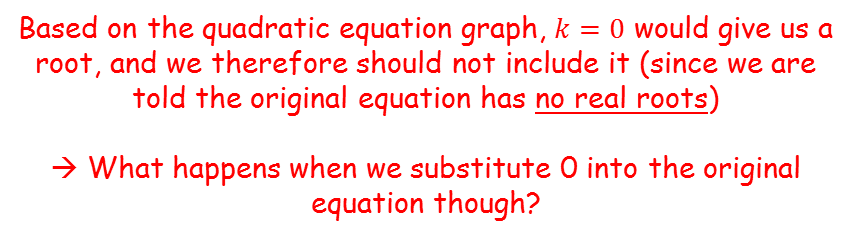 Based on the quadratic equation graph, k = 0 would give us a
root, and we therefore should not include it (since we are
told the original equation has no real roots)
→ What happens when we substitute 0 into the original
equation though?